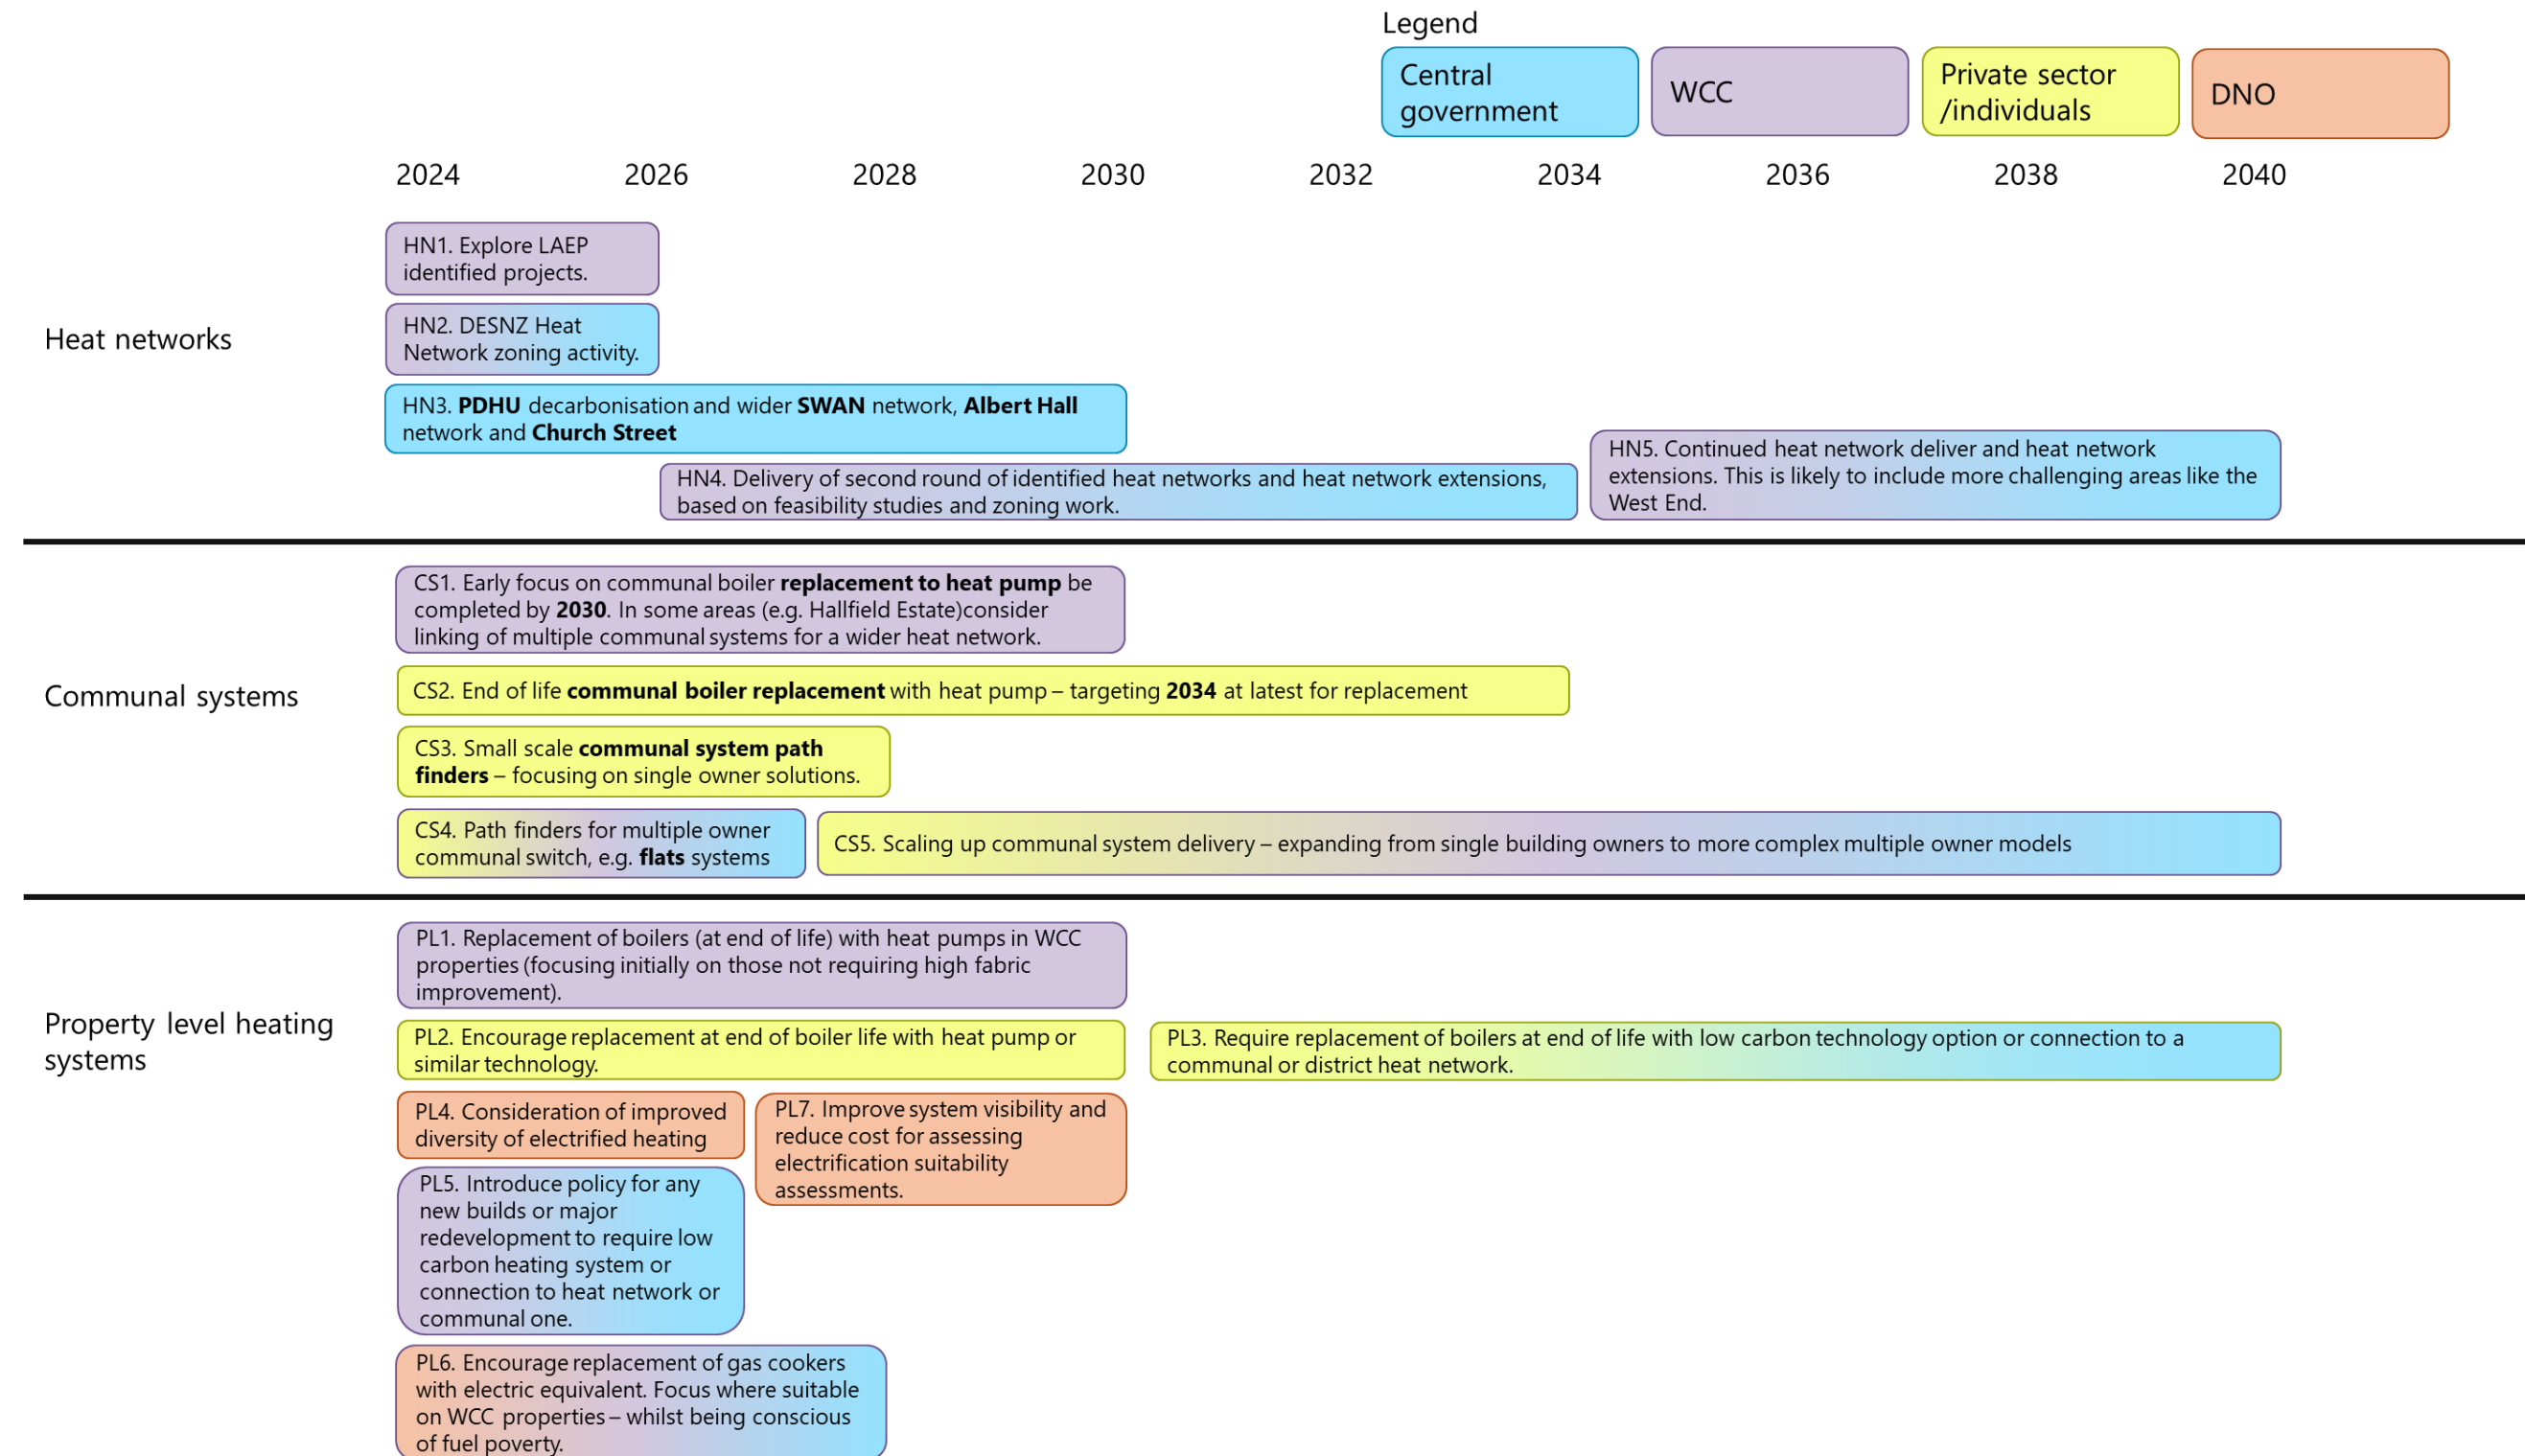 Legend
Central
government
WCC
Private sector
/individuals
DNO
2024 2026 2028 2030 2032 2034 2036 2038 2040
Heat networks
HN1. Explore LAEP
identified projects.
HN2. DESNZ Heat
Network zoning activity.
HN3. PDHU decarbonisation and wider SWAN network, Albert Hall
network and Church Street
HN4. Delivery of second round of identified heat networks and heat network extensions,
based on feasibility studies and zoning work.
HN5. Continued heat network deliver and heat network
extensions. This is likely to include more challenging areas like the
West End.
Communal systems
CS1. Early focus on communal boiler replacement to heat pump be
completed by 2030. In some areas (e.g. Hallfield Estate)consider
linking of multiple communal systems for a wider heat network.
CS2. End of life communal boiler replacement with heat pump – targeting 2034 at latest for replacement
CS3. Small scale communal system path
finders – focusing on single owner solutions.
CS4. Path finders for multiple owner
communal switch, e.g. flats systems
CS5. Scaling up communal system delivery – expanding from single building owners to more complex multiple owner models
Property level heating
systems
PL1. Replacement of boilers (at end of life) with heat pumps in WCC
properties (focusing initially on those not requiring high fabric
improvement).
PL2. Encourage replacement at end of boiler life with heat pump or
similar technology.
PL3. Require replacement of boilers at end of life with low carbon technology option or connection to a
communal or district heat network.
PL4. Consideration of improved
diversity of electrified heating
PL7. Improve system visibility and
reduce cost for assessing
electrification suitability
assessments.
PL5. Introduce policy for any
new builds or major
redevelopment to require low
carbon heating system or
connection to heat network or
communal one.
PL6. Encourage replacement of gas cookers
with electric equivalent. Focus where suitable
on WCC properties – whilst being conscious
of fuel poverty.